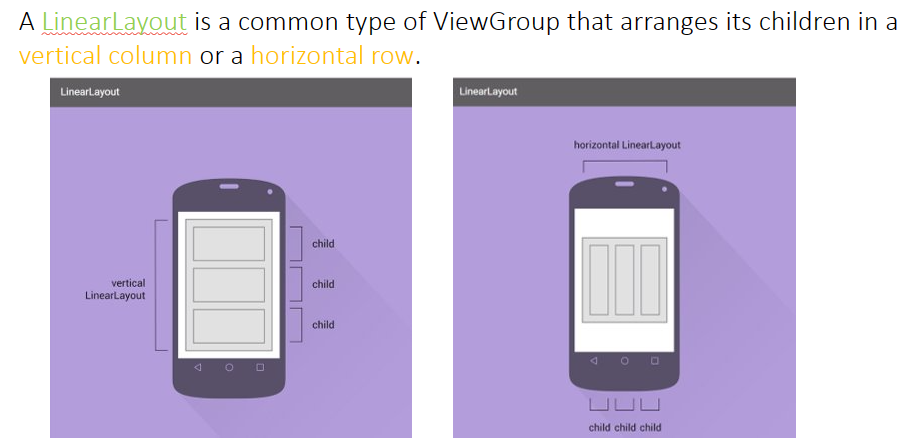 A LinearLayout is a common type of ViewGroup that arranges its children in a
vertical column or a horizontal row.
LinearLayout
vertical
LinearLayout
child
child
child
LinearLayout
horizontal LinearLayout
child child child